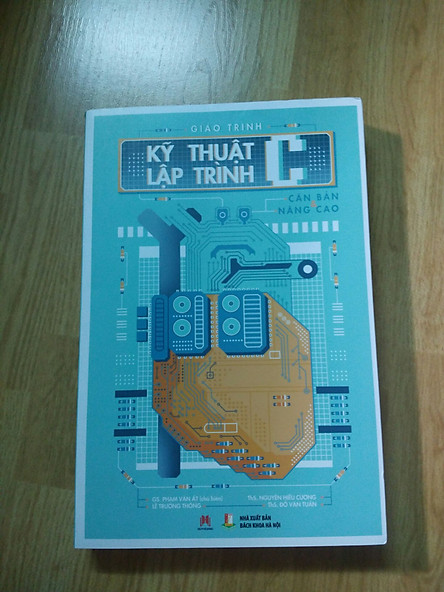 GIÁO TRÌNH
KỸ THUẬT
LẬP TRÌNH C
CĂN BẢN
& NÂNG CAO
GS. PHẠM VĂN ẤT (chủ biên)
LÊ TRƯỜNG THÔNG
ThS. NGUYỄN HIẾU CƯỜNG
ThS. ĐỖ VĂN TUẤN
NHÀ XUẤT BẢN
BÁCH KHOA HÀ NỘI